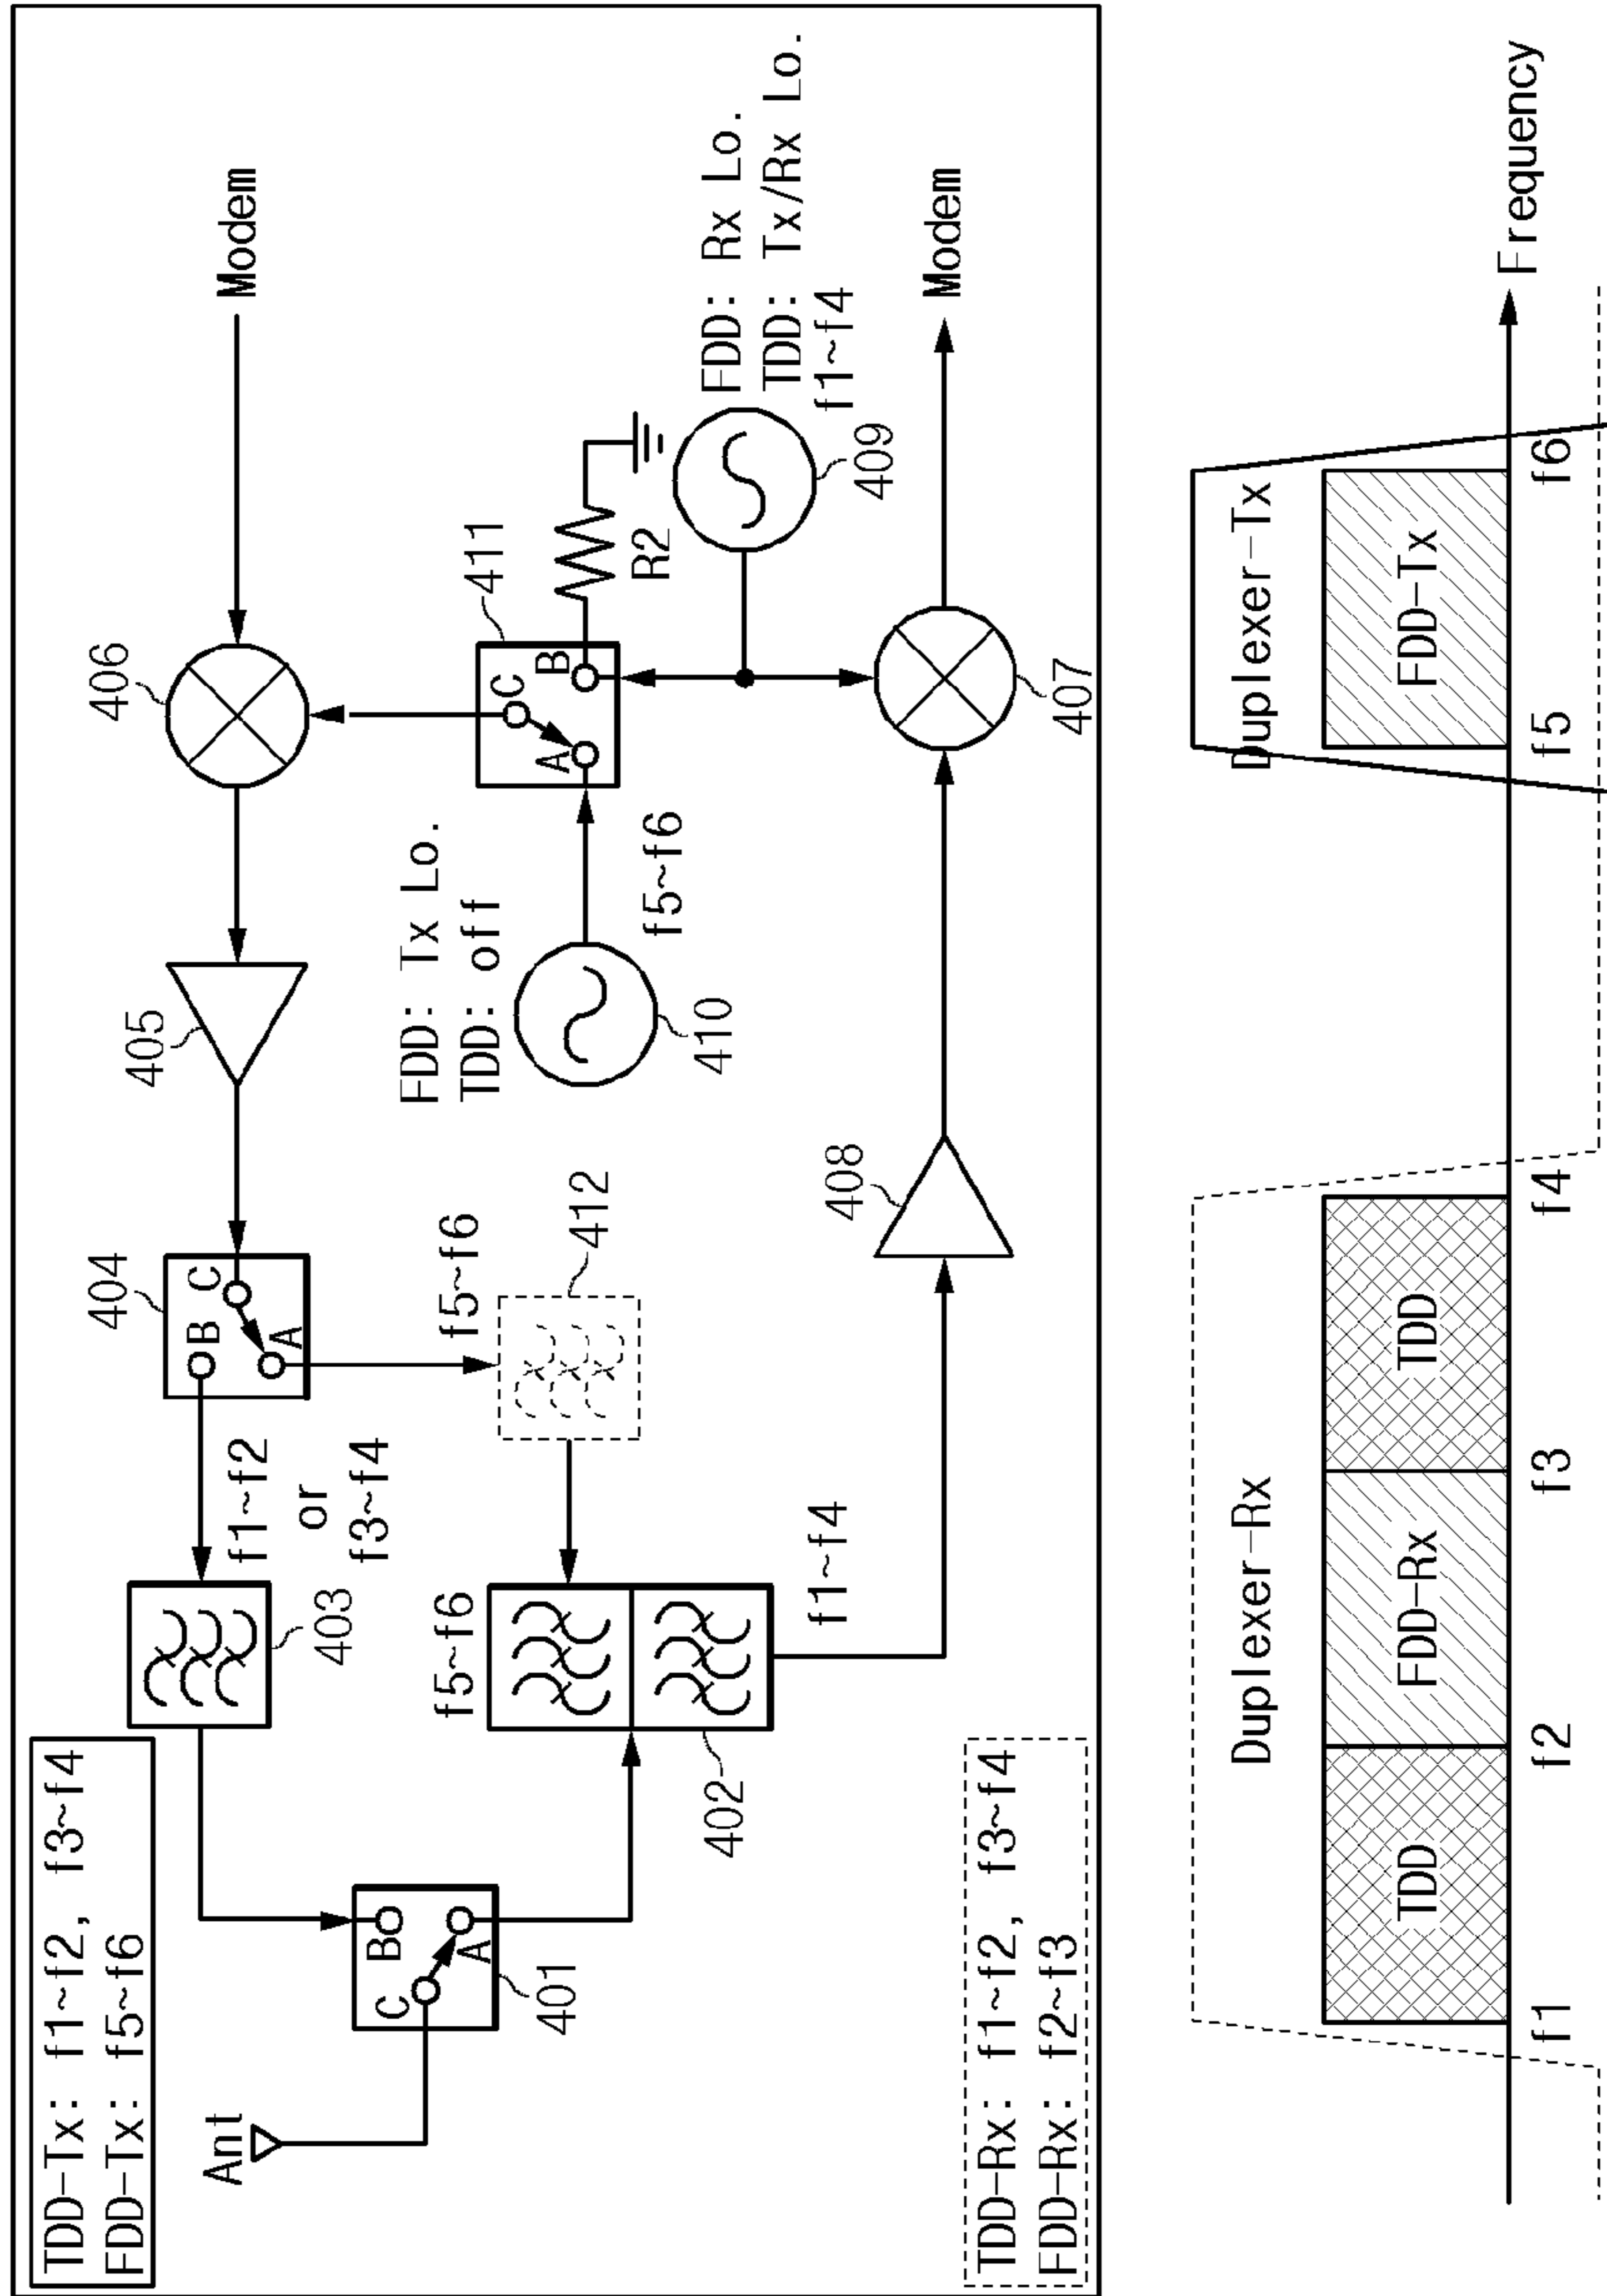 TDD-Tx: f1~f2, f3~f4
FDD-Tx: f5~f6
Ant
C
B
A
401
403
f1~f2
or
f3~f4
404
B
C
A
405
406
Modem
f5~f6
402
f5~f6
412
FDD: Tx Lo.
TDD: off
410
f5~f6
411
A
C
B
R2
409
FDD: Rx Lo.
TDD: Tx/Rx Lo.
f1~f4
f1~f4
408
407
Modem
TDD-Rx: f1~f2, f3~f4
FDD-Rx: f2~f3
Duplexer-Rx
Duplexer-Tx
TDD
FDD-Rx
TDD
FDD-Tx
f1
f2
f3
f4
f5
f6
Frequency